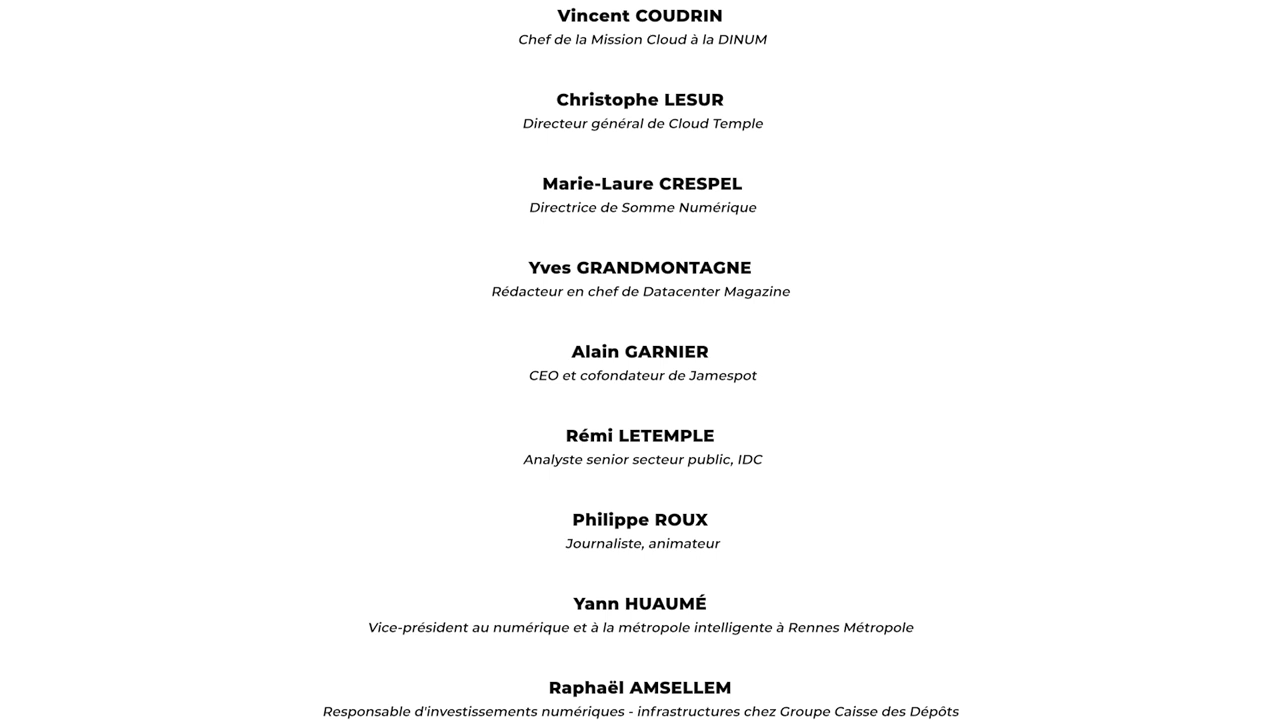 Vincent COUDRIN
Chef de la Mission Cloud à la DINUM
Christophe LESUR
Directeur général de Cloud Temple
Marie-Laure CRESPEL
Directrice de Somme Numérique
Yves GRANDMONTAGNE
Rédacteur en chef de Datacenter Magazine
Alain GARNIER
CEO et cofondateur de Jamespot
Rémi LETEMPLE
Analyste senior secteur public, IDC
Philippe ROUX
Journaliste, animateur
Yann HUAUMÉ
Vice-président au numérique et à la métropole intelligente à Rennes Métropole
Raphaël AMSELLEM
Responsable d'investissements numériques - infrastructures chez Groupe Caisse des Dépôts